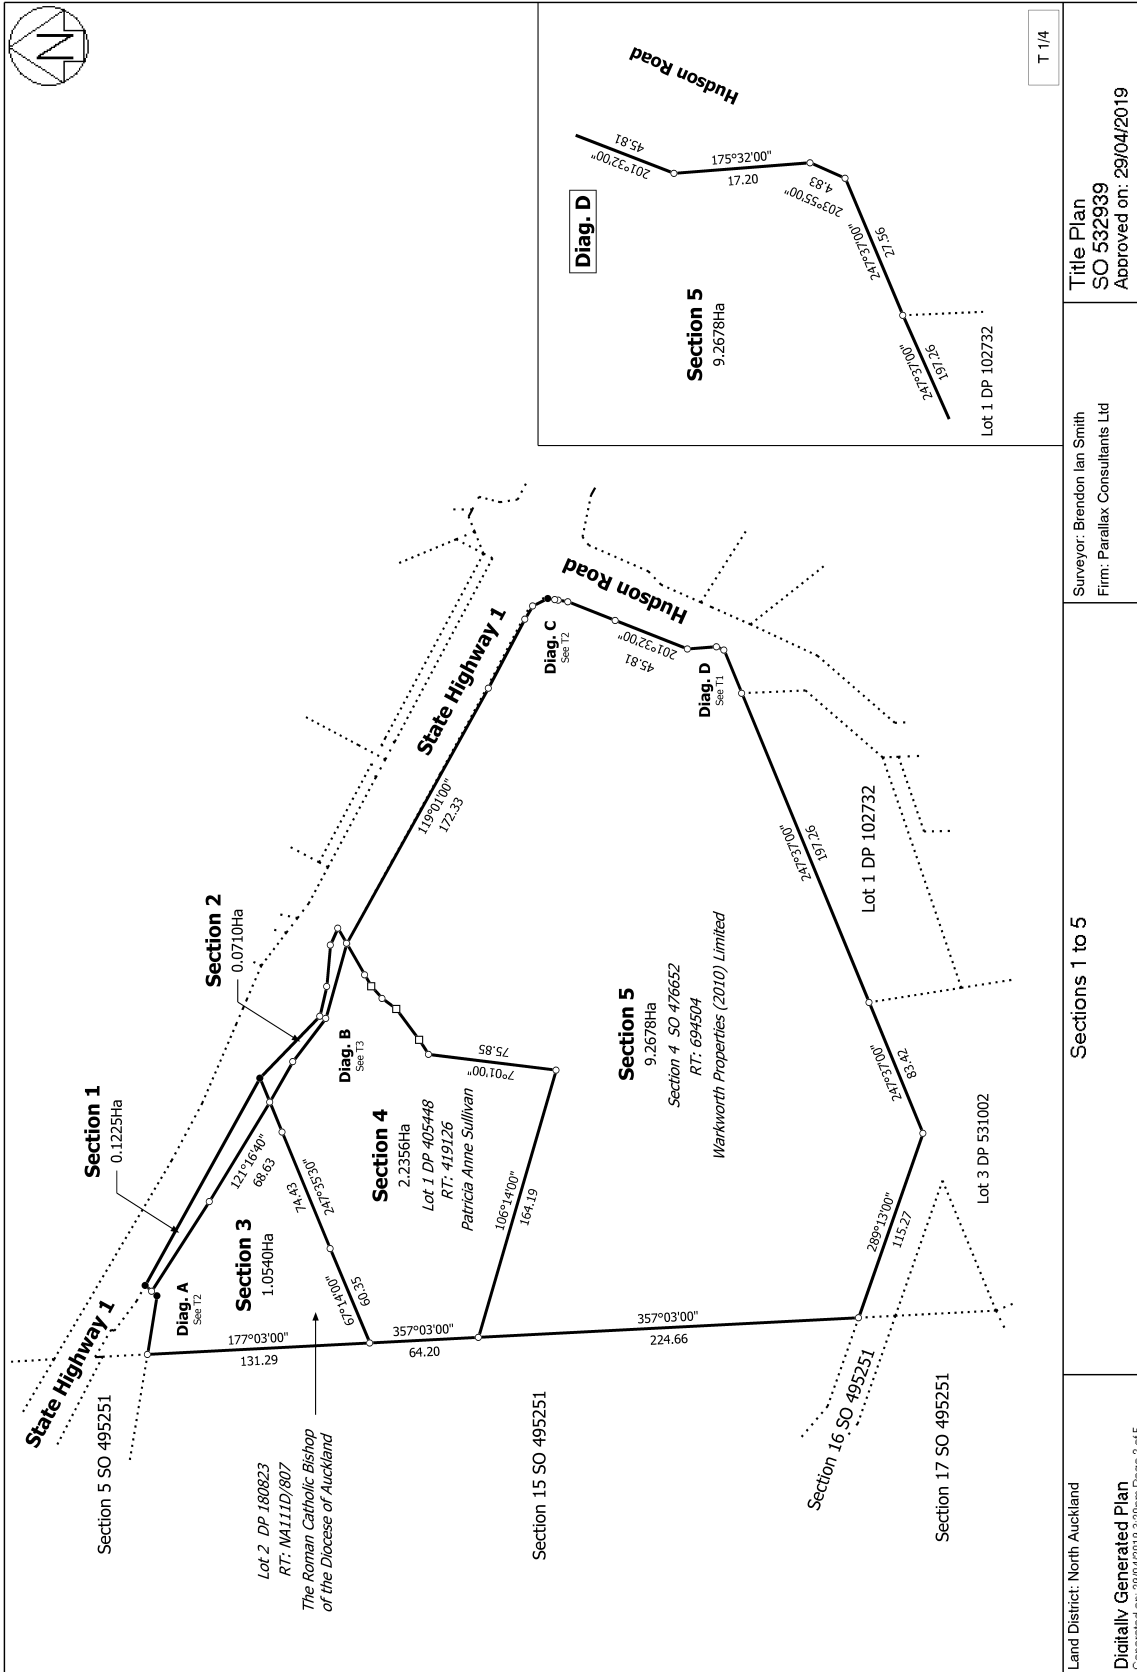 N
State Highway 1
Section 5 SO 495251
Section 1
0.1225Ha
Section 2
0.0710Ha
Diag. A
See T2
121°16'40"
68.63
Section 3
1.0540Ha
177°03'00"
131.29
Lot 2 DP 180823
RT: NA111D/807
The Roman Catholic Bishop
of the Diocese of Auckland
74.43
247°35'30"
67°14'00"
60.35
357°03'00"
64.20
Diag. B
See T3
Section 4
2.2356Ha
Lot 1 DP 405448
RT: 419126
Patricia Anne Sullivan
75.85
7°01'00"
106°14'00"
164.19
State Highway 1
119°01'00"
172.33
Diag. C
See T2
Hudson Road
201°32'00"
45.81
Diag. D
See T1
Section 15 SO 495251
357°03'00"
224.66
Section 5
9.2678Ha
Section 4 SO 476652
RT: 694504
Warkworth Properties (2010) Limited
247°37'00"
197.26
Lot 1 DP 102732
247°37'00"
83.42
289°13'00"
115.27
Lot 3 DP 531002
Section 16 SO 495251
Section 17 SO 495251
Diag. D
Hudson Road
45.81
201°32'00"
175°32'00"
17.20
4.83
203°55'00"
247°37'00"
27.56
Section 5
9.2678Ha
247°37'00"
197.26
Lot 1 DP 102732
T 1/4
Land District: North Auckland
Digitally Generated Plan
Generated on: 29/04/2019 3:29pm Page 2 of 5
Sections 1 to 5
Surveyor: Brendon Ian Smith
Firm: Parallax Consultants Ltd
Title Plan
SO 532939
Approved on: 29/04/2019